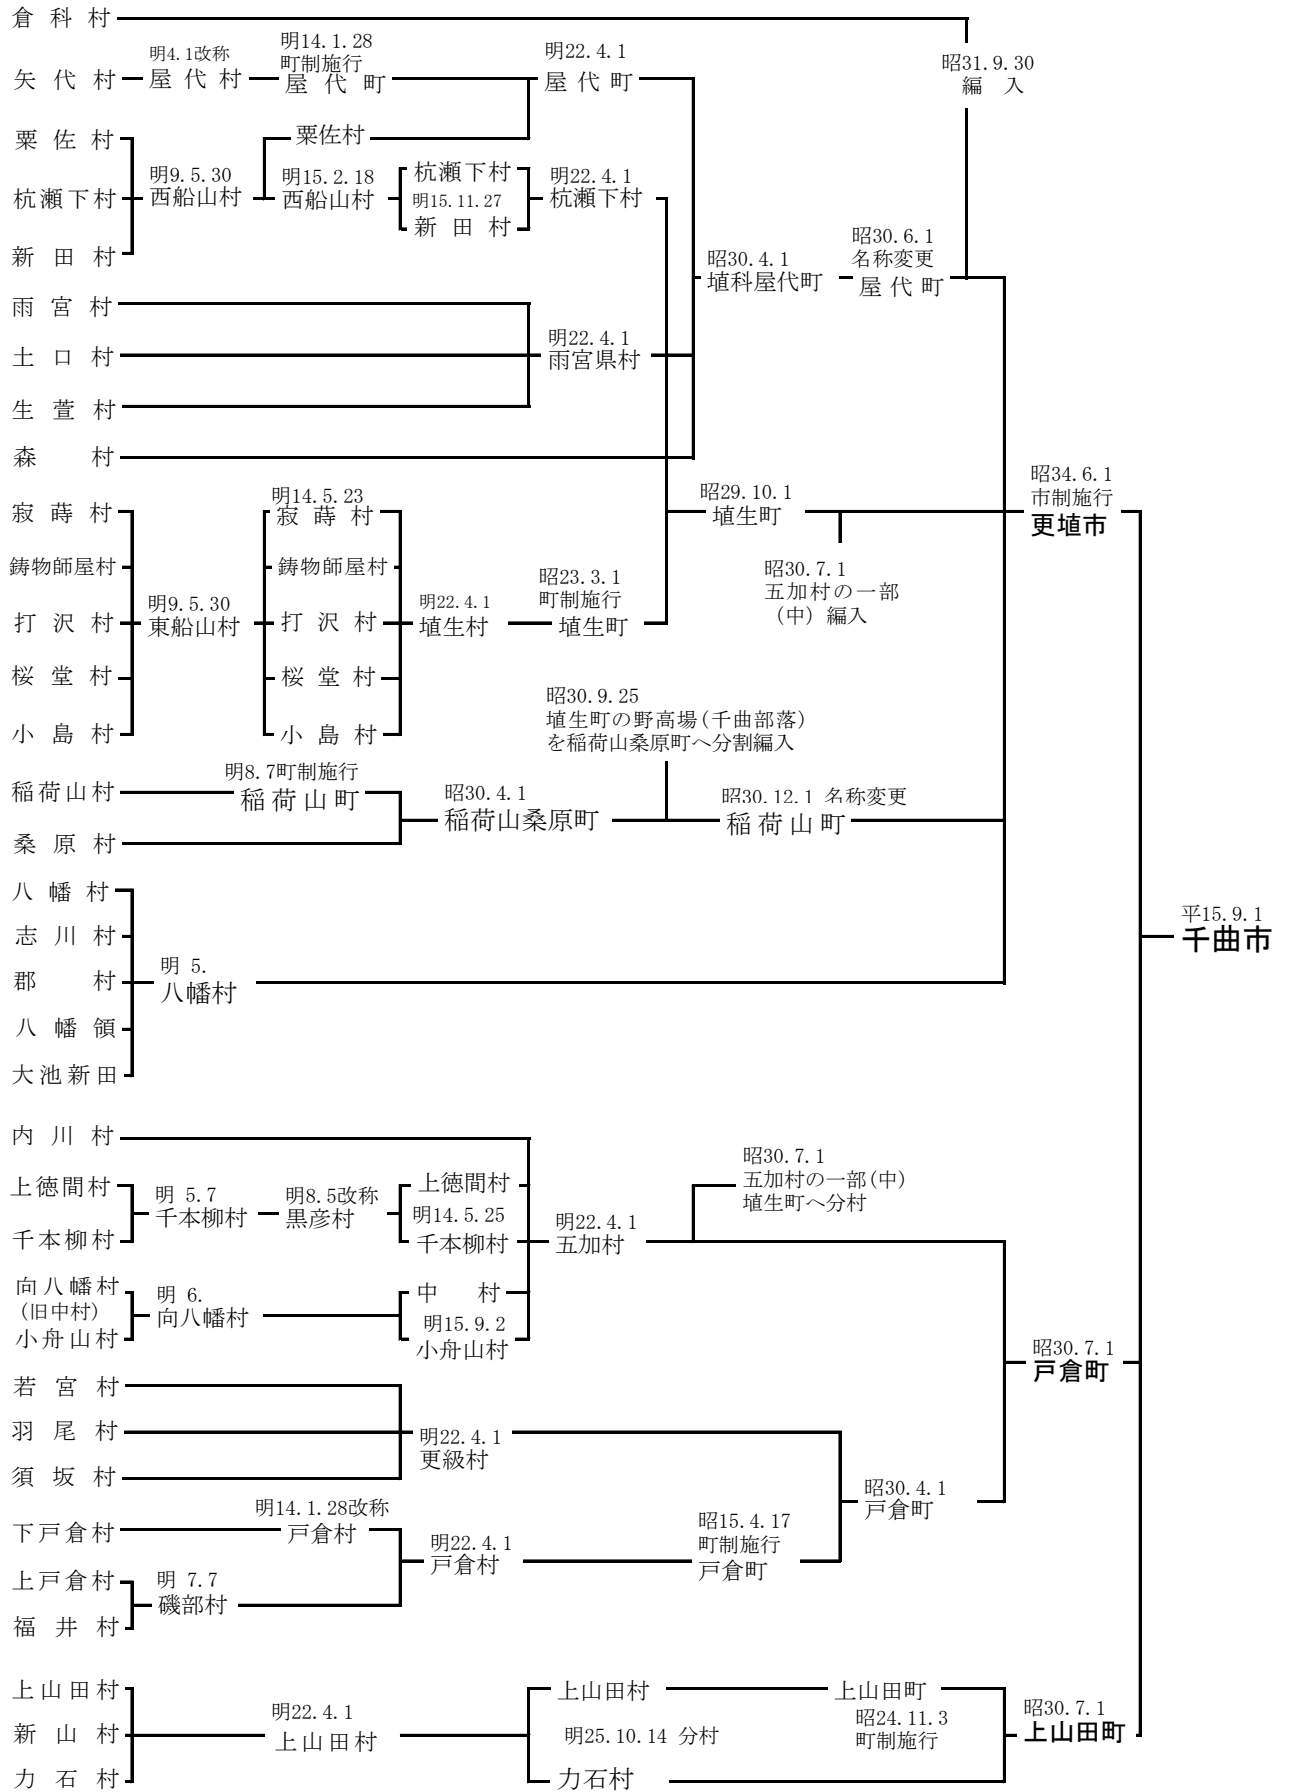 倉科村
矢代村
明4.1改称
屋代村
明14.1.28
町制施行
屋代町
明22.4.1
屋代町
昭31.9.30
編 入
粟佐村
杭瀬下村
新田村
明9.5.30
西船山村
粟佐村
明15.2.18
西船山村
杭瀬下村
明15.11.27
新田村
明22.4.1
杭瀬下村
昭30.4.1
埴科屋代町
昭30.6.1
名称変更
屋代町
雨宮村
土口村
生萱村
明22.4.1
雨宮県村
森 村
寂蒔村
鋳物師屋村
打沢村
桜堂村
小島村
明9.5.30
東船山村
明14.5.23
寂蒔村
鋳物師屋村
打沢村
桜堂村
小島村
明22.4.1
埴生村
昭23.3.1
町制施行
埴生町
昭29.10.1
埴生町
昭30.7.1
五加村の一部
(中)編入
昭34.6.1
市制施行
更埴市
昭30.9.25
埴生町の野高場(千曲部落)
を稲荷山桑原町へ分割編入
稲荷山村
明8.7町制施行
稲荷山町
桑原村
昭30.4.1
稲荷山桑原町
昭30.12.1 名称変更
稲荷山町
八幡村
志川村
郡 村
八幡領
大池新田
明 5.
八幡村
平15.9.1
千曲市
内川村
上徳間村
千本柳村
明 5.7
千本柳村
明8.5改称
黒彦村
上徳間村
明14.5.25
千本柳村
向八幡村
(旧中村)
小舟山村
明 6.
向八幡村
中 村
明15.9.2
小舟山村
明22.4.1
五加村
昭30.7.1
五加村の一部(中)
埴生町へ分村
昭30.7.1
戸倉町
若宮村
羽尾村
須坂村
明22.4.1
更級村
下戸倉村
明14.1.28改称
戸倉村
上戸倉村
福井村
明 7.7
磯部村
明22.4.1
戸倉村
昭15.4.17
町制施行
戸倉町
昭30.4.1
戸倉町
上山田村
新山村
力石村
明22.4.1
上山田村
上山田村
明25.10.14 分村
力石村
上山田町
昭24.11.3
町制施行
昭30.7.1
上山田町